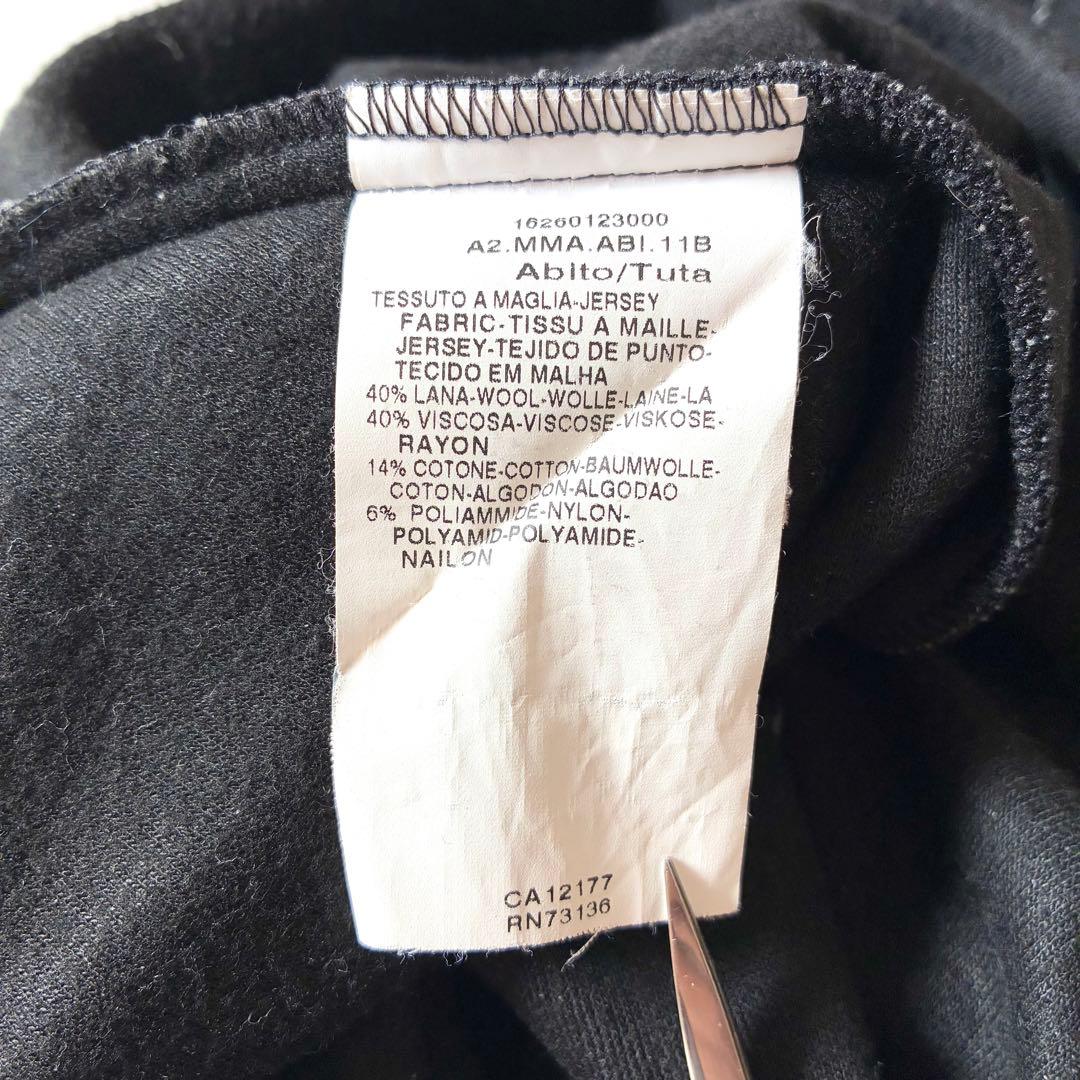 16260123000
A2.MMA.ABI.11B
Abito/Tuta
TESSUTO A MAGLIA-JERSEY
FABRIC-TISSU A MAILLE-
JERSEY-TEJIDO DE PUNTO-
TECIDO EM MALHA
40% LANA-WOOL-WOLLE-LAINE-LA
40% VISCOSA-VISCOSE-VISKOSE-
RAYON
14% COTONE-COTTON-BAUMWOLLE-
COTON-ALGODON-ALGODAO
6% POLIAMMIDE-NYLON-
POLYAMID-POLYAMIDE-
NAILON
CA12177
RN73136